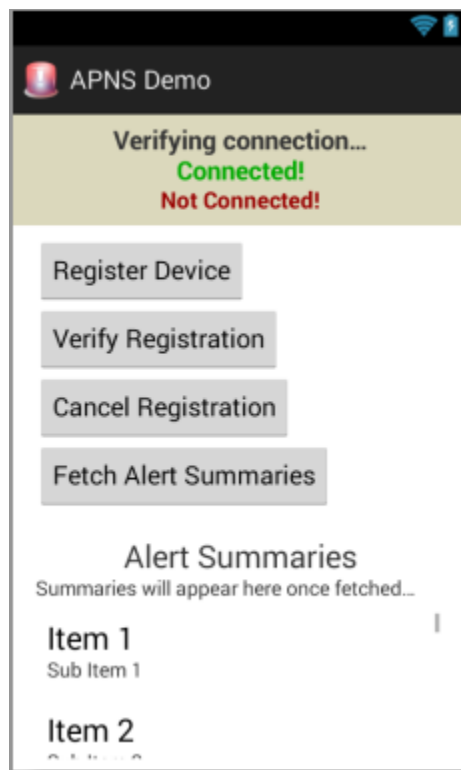 APNS Demo
Verifying connection...
Connected!
Not Connected!
Register Device
Verify Registration
Cancel Registration
Fetch Alert Summaries
Alert Summaries
Summaries will appear here once fetched...
Item 1
Sub Item 1
Item 2